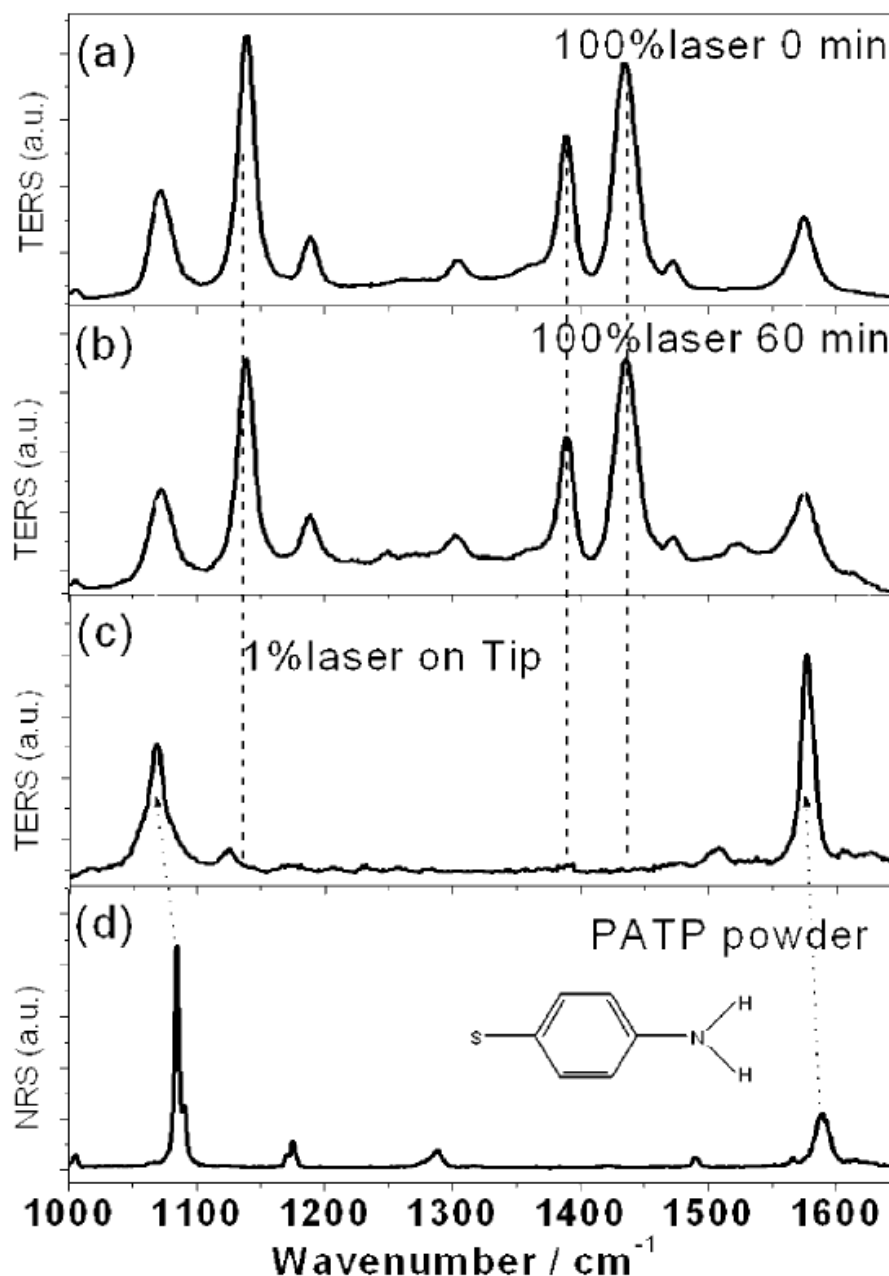 (a)
100%laser 0 min
TERS (a.u.)
(b)
100%laser 60 min
TERS (a.u.)
(c)
1%laser on Tip
TERS (a.u.)
(d)
PATP powder
S
N
H
H
NRS (a.u.)
1000 1100 1200 1300 1400 1500 1600
Wavenumber / cm⁻¹